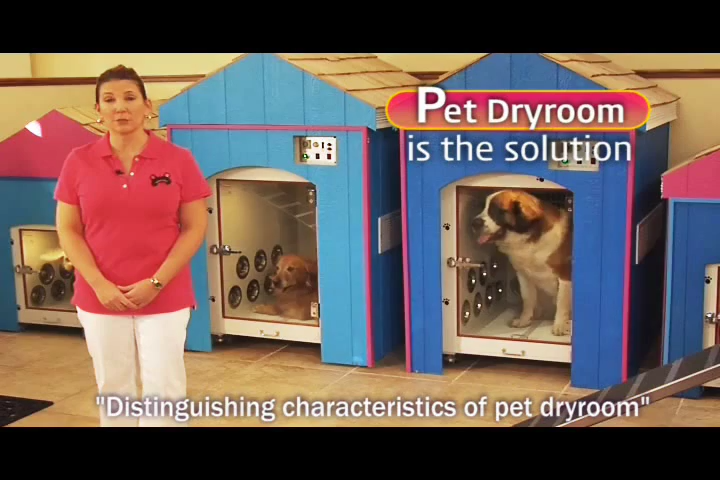 Pet Dryroom
is the solution
"Distinguishing characteristics of pet dryroom"